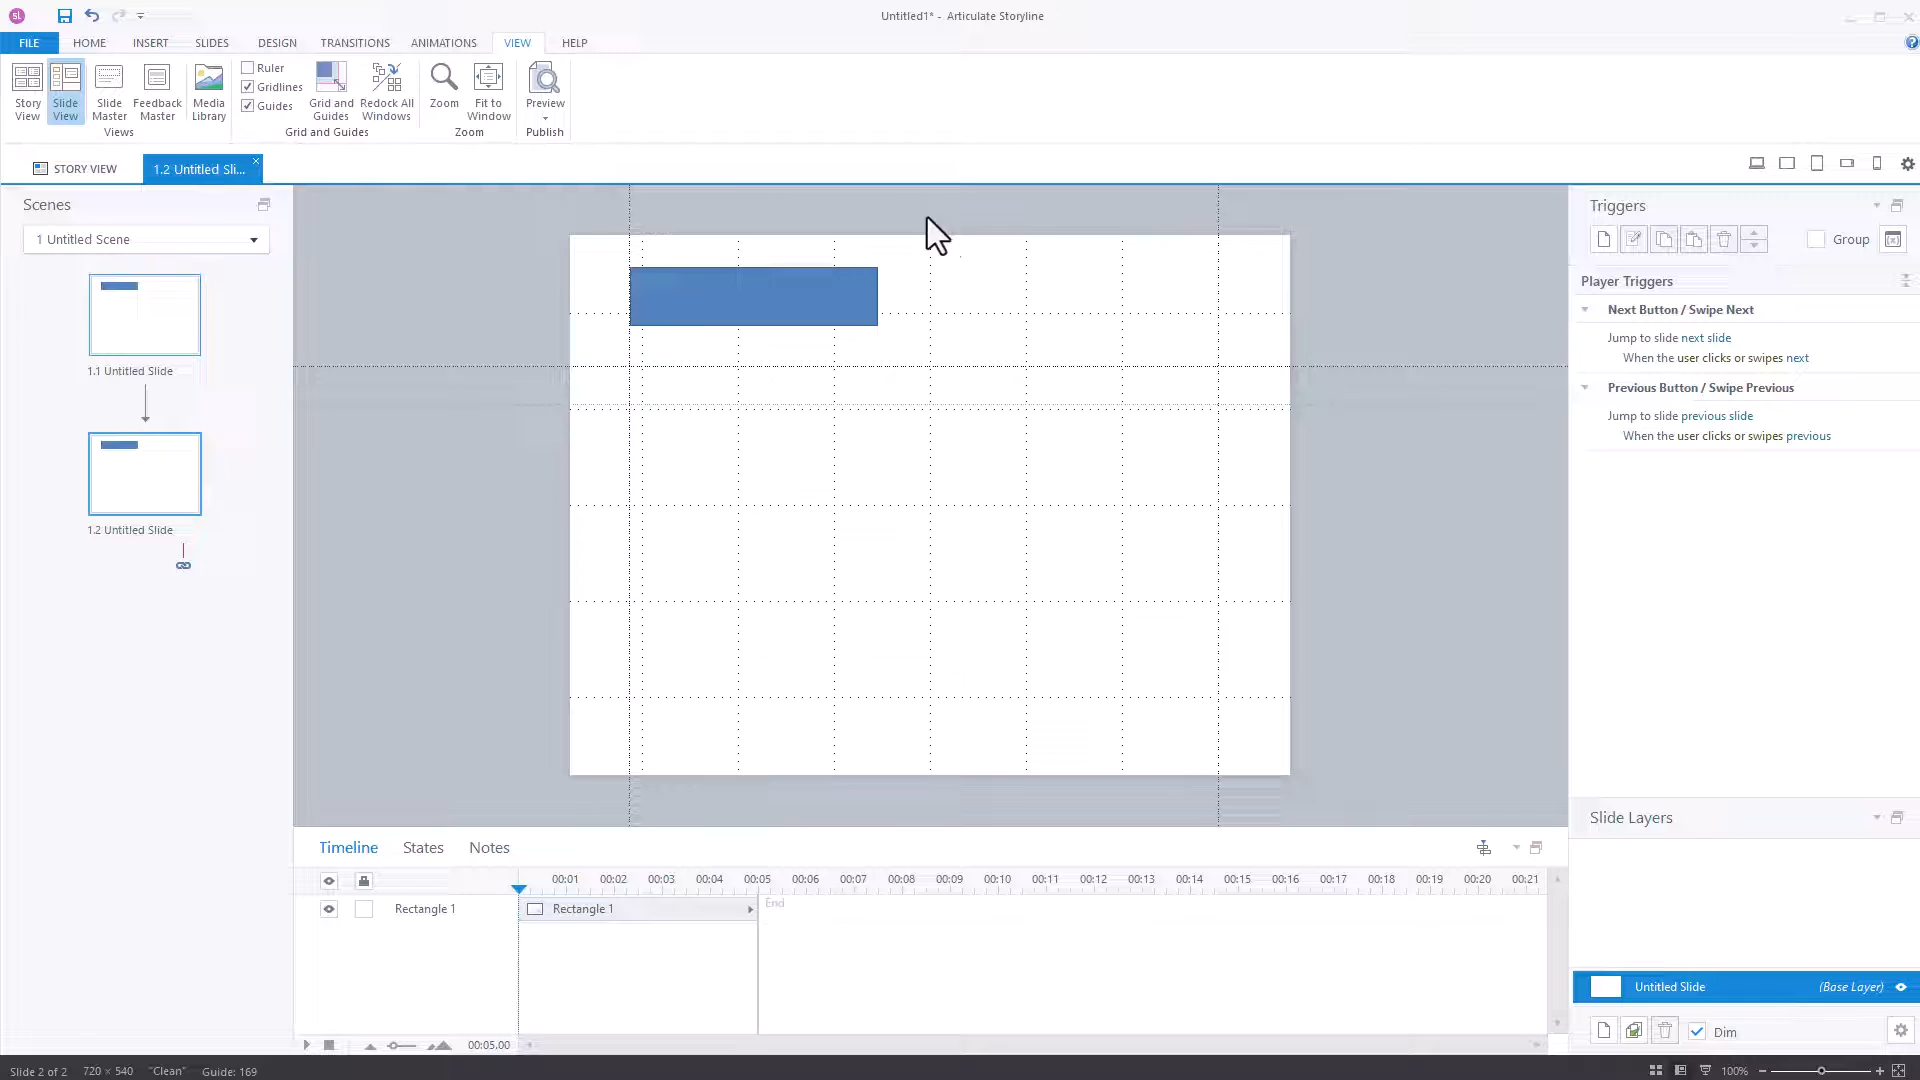 sl
Untitled1* - Articulate Storyline
FILE
HOME
INSERT
SLIDES
DESIGN
TRANSITIONS
ANIMATIONS
VIEW
HELP
Story View
Slide View
Slide Master
Feedback Master
Media Library
Ruler
Gridlines
Guides
Grid and Guides
Redock All Windows
Zoom
Fit to Window
Preview
Views
Grid and Guides
Zoom
Publish
STORY VIEW
1.2 Untitled Sli...
Scenes
1 Untitled Scene
1.1 Untitled Slide
1.2 Untitled Slide
Triggers
Group
Player Triggers
Next Button / Swipe Next
Jump to slide next slide
When the user clicks or swipes next
Previous Button / Swipe Previous
Jump to slide previous slide
When the user clicks or swipes previous
Timeline
States
Notes
00:01 00:02 00:03 00:04 00:05 00:06 00:07 00:08 00:09 00:10 00:11 00:12 00:13 00:14 00:15 00:16 00:17 00:18 00:19 00:20 00:21
Rectangle 1
Rectangle 1
End
00:05.00
Slide Layers
Untitled Slide (Base Layer)
Dim
Slide 2 of 2 720 × 540 "Clean" Guide: 169
100%